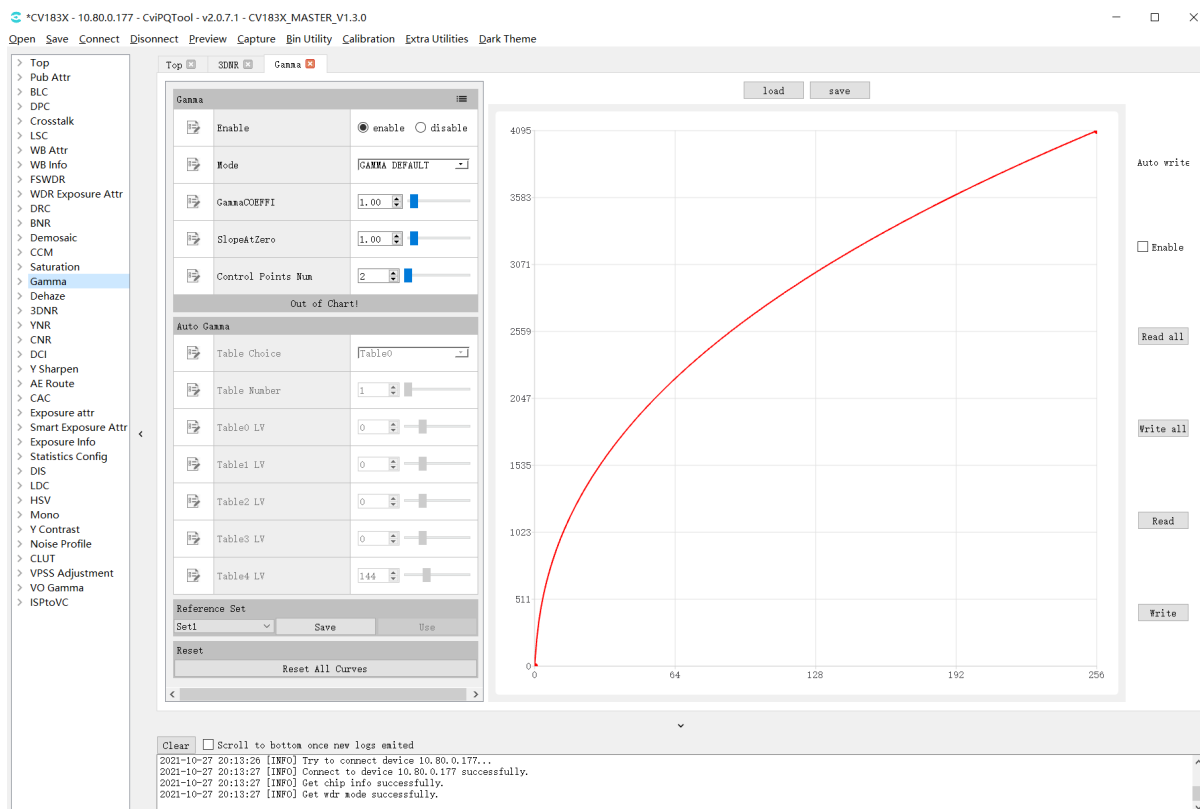 *CV183X - 10.80.0.177 - CviPQTool - v2.0.7.1 - CV183X_MASTER_V1.3.0
Open Save Connect Disconnect Preview Capture Bin Utility Calibration Extra Utilities Dark Theme
Top
Pub Attr
BLC
DPC
Crosstalk
LSC
WB Attr
WB Info
FSWDR
WDR Exposure Attr
DRC
BNR
Demosaic
CCM
Saturation
Gamma
Dehaze
3DNR
YNR
CNR
DCI
Y Sharpen
AE Route
CAC
Exposure attr
Smart Exposure Attr
Exposure Info
Statistics Config
DIS
LDC
HSV
Mono
Y Contrast
Noise Profile
CLUT
VPSS Adjustment
VO Gamma
ISPtoVC
Top 3DNR Gamma
Gamma
Enable enable disable
Mode GAMMA DEFAULT
GammaCOEFFI 1.00
SlopeAtZero 1.00
Control Points Num 2
Out of Chart!
Auto Gamma
Table Choice Table0
Table Number 1
Table0 LV 0
Table1 LV 0
Table2 LV 0
Table3 LV 0
Table4 LV 144
Reference Set
Set1 Save Use
Reset
Reset All Curves
load save
4095
3583
3071
2559
2047
1535
1023
511
0
0 64 128 192 256
Auto write
Enable
Read all
Write all
Read
Write
Clear Scroll to bottom once new logs emited
2021-10-27 20:13:26 [INFO] Try to connect device 10.80.0.177...
2021-10-27 20:13:27 [INFO] Connect to device 10.80.0.177 successfully.
2021-10-27 20:13:27 [INFO] Get chip info successfully.
2021-10-27 20:13:27 [INFO] Get wdr mode successfully.